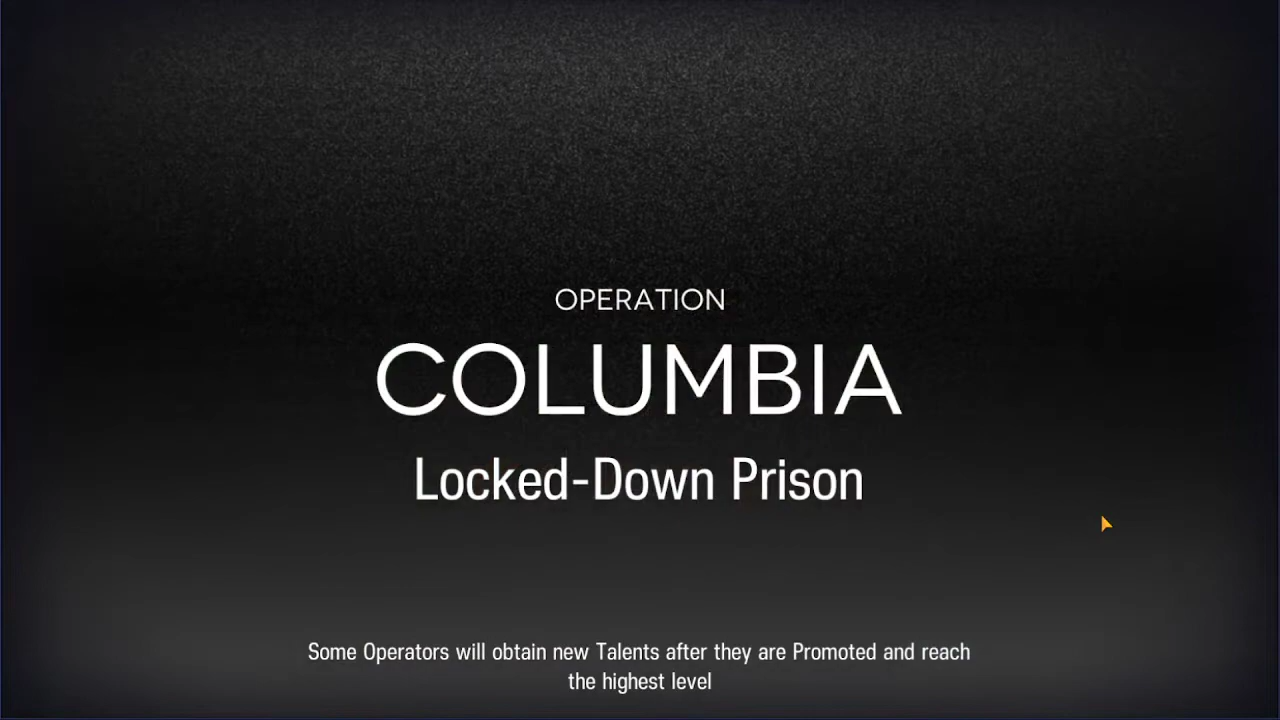 OPERATION
COLUMBIA
Locked-Down Prison
Some Operators will obtain new Talents after they are Promoted and reach
the highest level